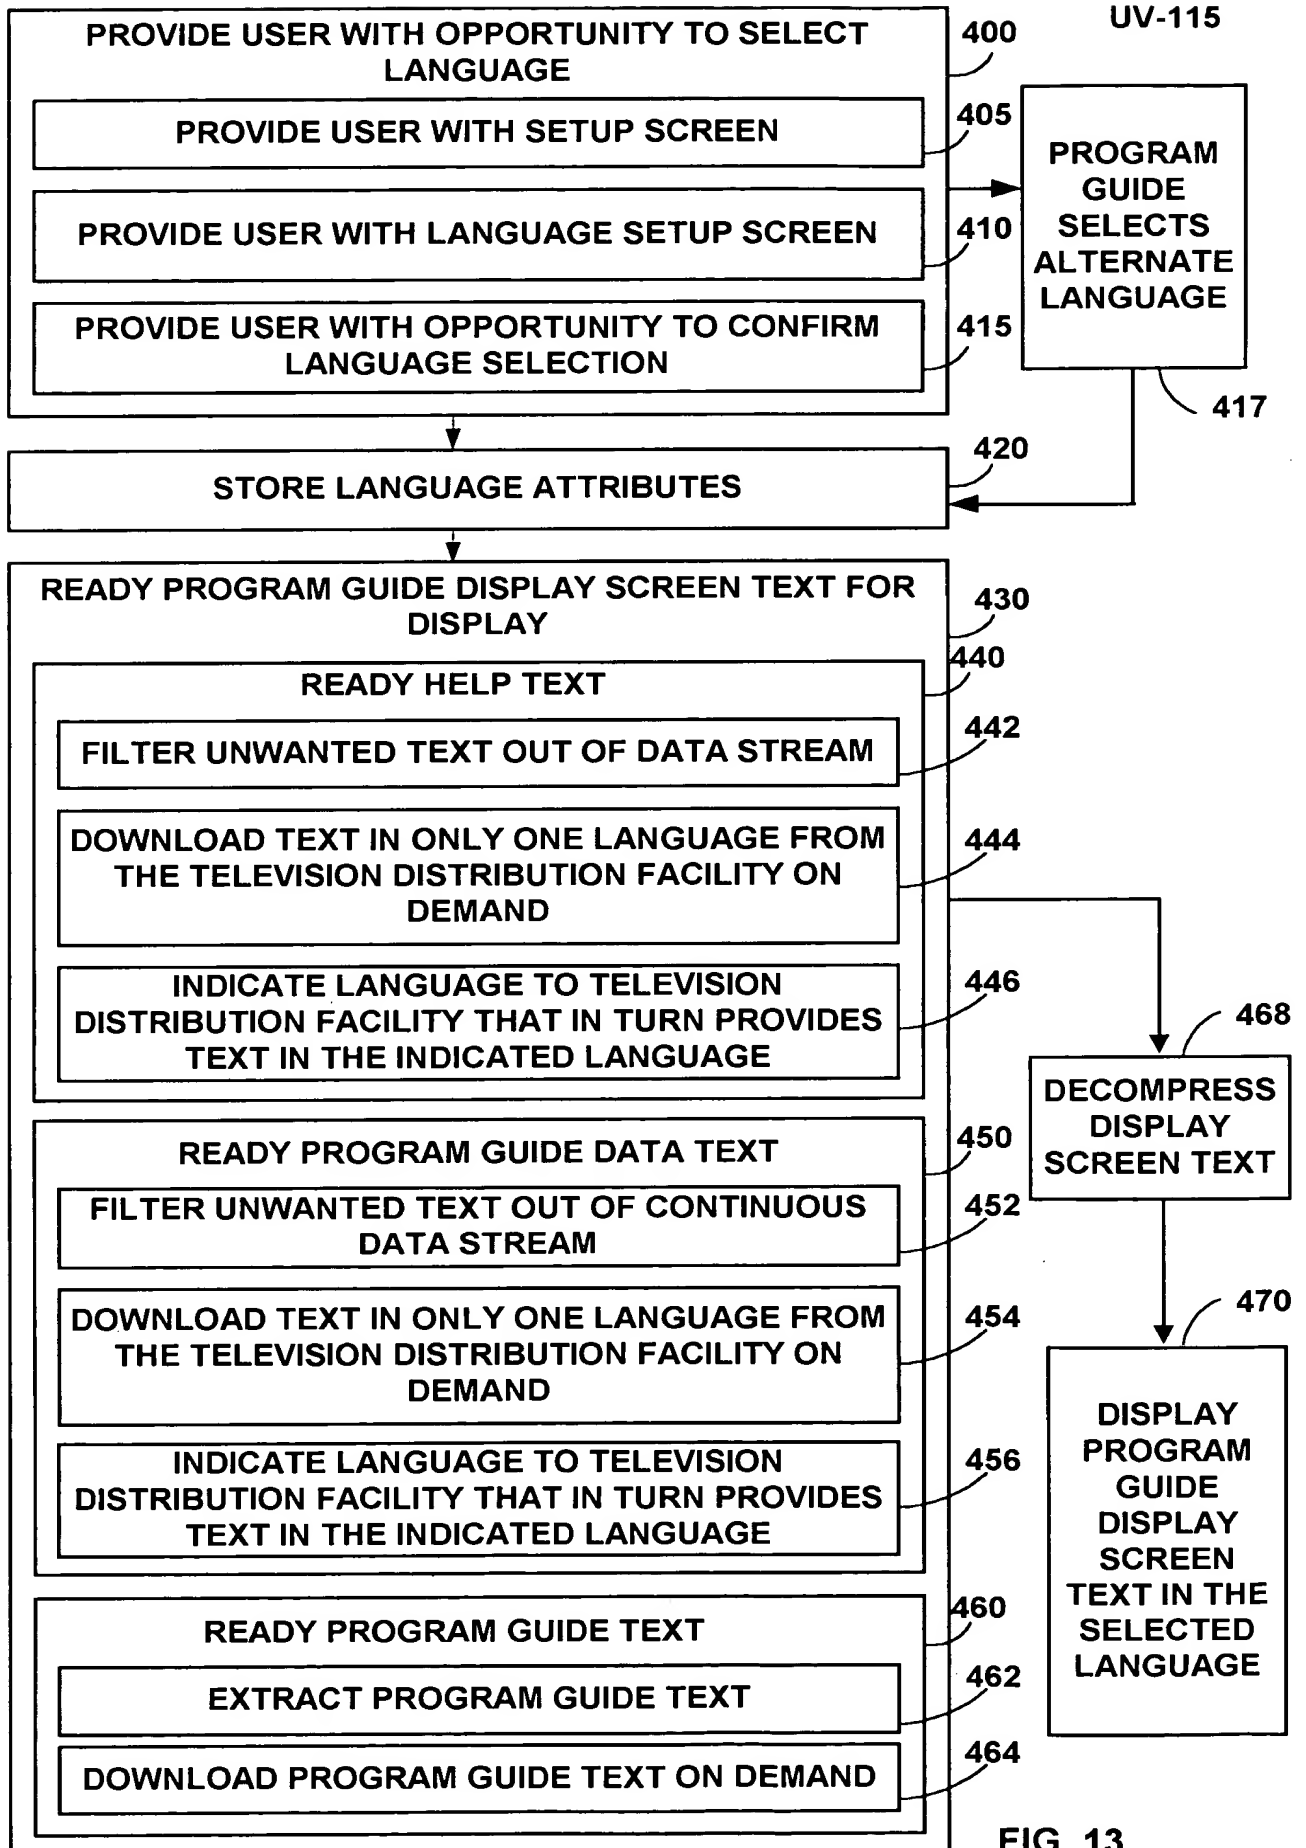 UV-115
PROVIDE USER WITH OPPORTUNITY TO SELECT
LANGUAGE
400
PROVIDE USER WITH SETUP SCREEN
405
PROVIDE USER WITH LANGUAGE SETUP SCREEN
410
PROVIDE USER WITH OPPORTUNITY TO CONFIRM
LANGUAGE SELECTION
415
PROGRAM
GUIDE
SELECTS
ALTERNATE
LANGUAGE
417
STORE LANGUAGE ATTRIBUTES
420
READY PROGRAM GUIDE DISPLAY SCREEN TEXT FOR
DISPLAY
430
READY HELP TEXT
440
FILTER UNWANTED TEXT OUT OF DATA STREAM
442
DOWNLOAD TEXT IN ONLY ONE LANGUAGE FROM
THE TELEVISION DISTRIBUTION FACILITY ON
DEMAND
444
INDICATE LANGUAGE TO TELEVISION
DISTRIBUTION FACILITY THAT IN TURN PROVIDES
TEXT IN THE INDICATED LANGUAGE
446
READY PROGRAM GUIDE DATA TEXT
450
FILTER UNWANTED TEXT OUT OF CONTINUOUS
DATA STREAM
452
DOWNLOAD TEXT IN ONLY ONE LANGUAGE FROM
THE TELEVISION DISTRIBUTION FACILITY ON
DEMAND
454
INDICATE LANGUAGE TO TELEVISION
DISTRIBUTION FACILITY THAT IN TURN PROVIDES
TEXT IN THE INDICATED LANGUAGE
456
READY PROGRAM GUIDE TEXT
460
EXTRACT PROGRAM GUIDE TEXT
462
DOWNLOAD PROGRAM GUIDE TEXT ON DEMAND
464
468
DECOMPRESS
DISPLAY
SCREEN TEXT
470
DISPLAY
PROGRAM
GUIDE
DISPLAY
SCREEN
TEXT IN THE
SELECTED
LANGUAGE
FIG. 13